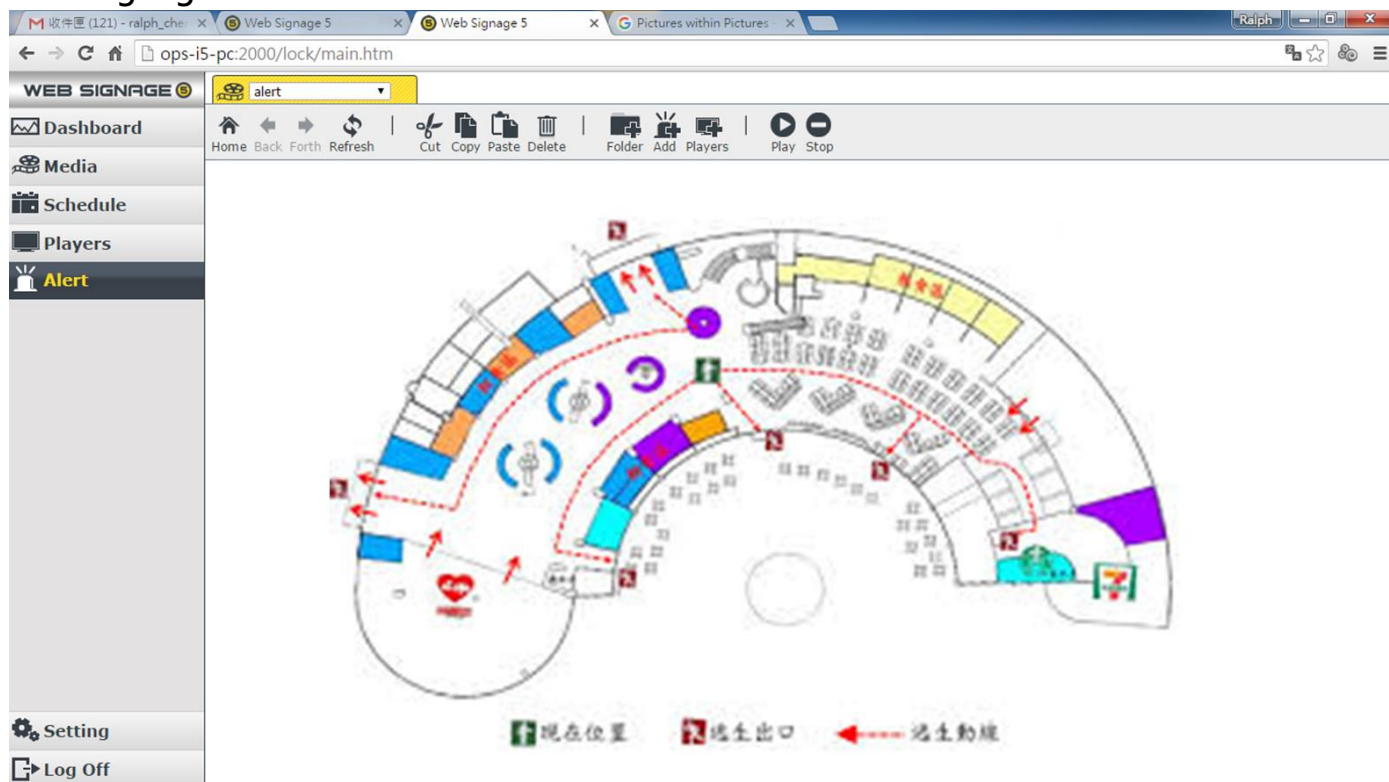 收件匣 (121) - ralph_che
Web Signage 5
Web Signage 5
Pictures within Pictures -
Ralph
ops-i5-pc:2000/lock/main.htm
WEB SIGNAGE 5
alert
Dashboard
Media
Schedule
Players
Alert
Home Back Forth Refresh Cut Copy Paste Delete Folder Add Players Play Stop
現在位置 逃生出口 逃生動線
Setting
Log Off